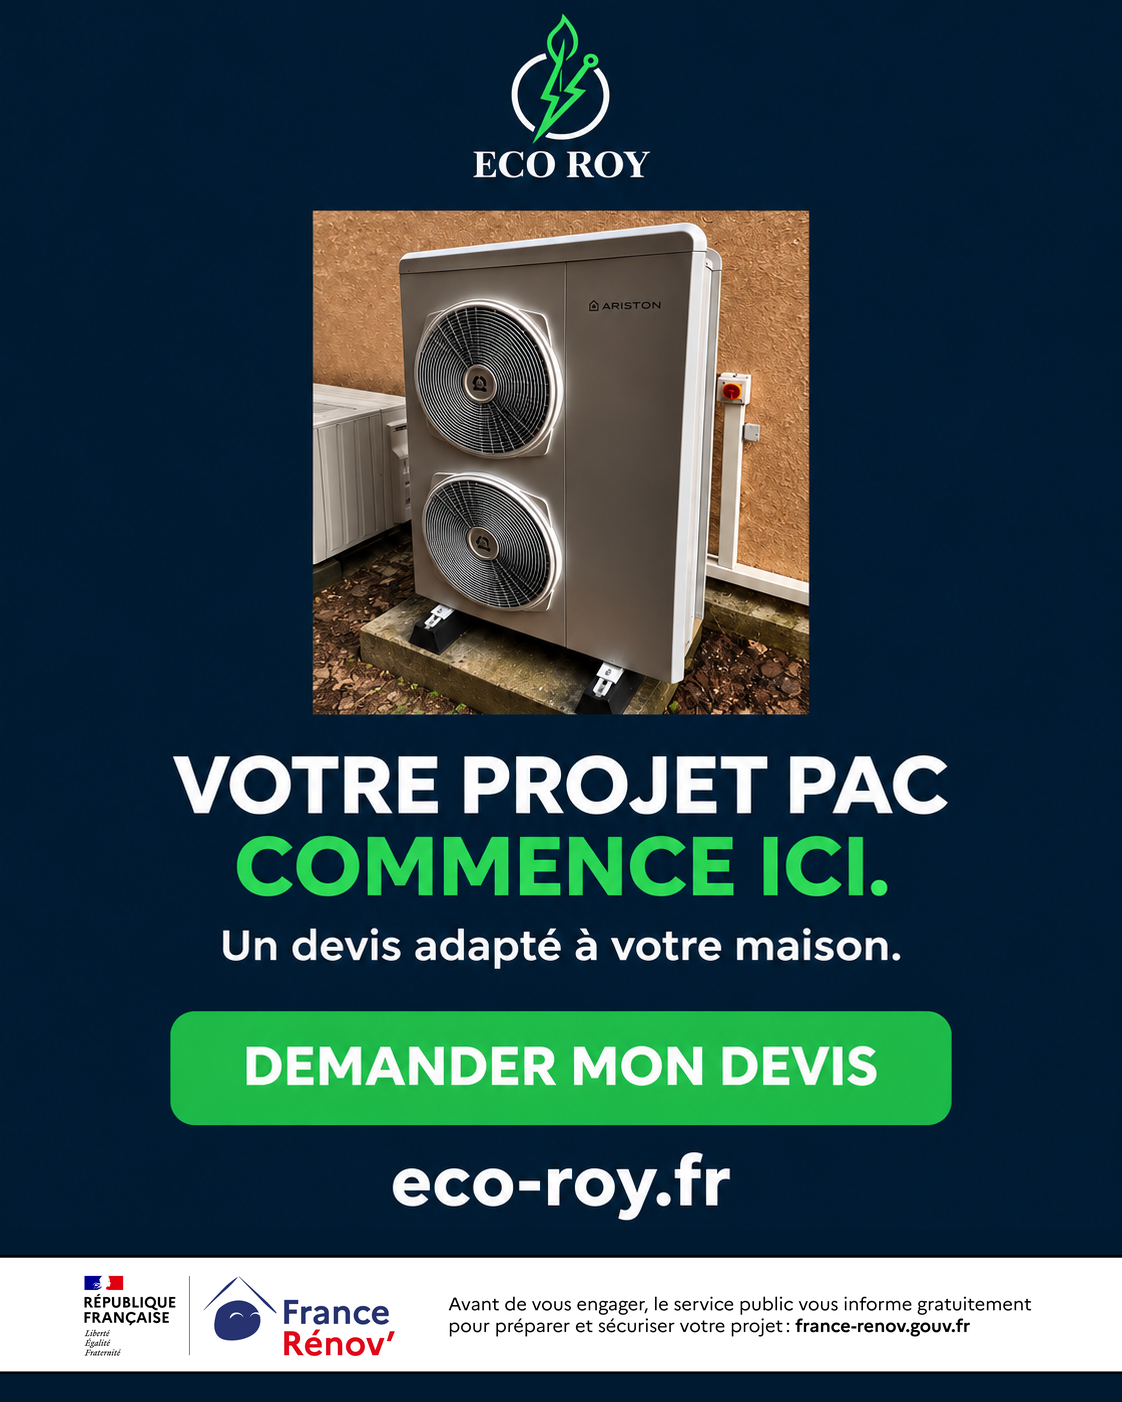 ECO ROY
ARISTON
VOTRE PROJET PAC
COMMENCE ICI.
Un devis adapté à votre maison.
DEMANDER MON DEVIS
eco-roy.fr
RÉPUBLIQUE
FRANÇAISE
Liberté
Égalité
Fraternité
France
Rénov’
Avant de vous engager, le service public vous informe gratuitement
pour préparer et sécuriser votre projet : france-renov.gouv.fr